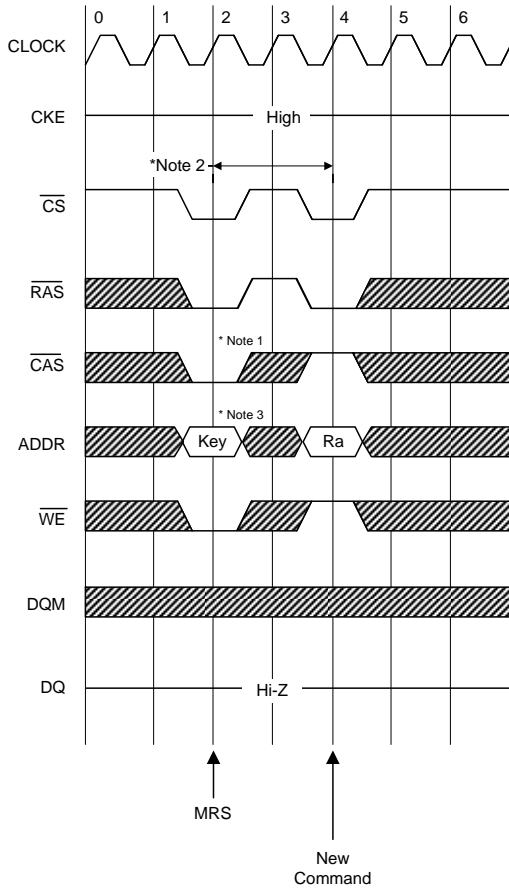 0 1 2 3 4 5 6
CLOCK
CKE High
*Note 2
CS
RAS
* Note 1
CAS
* Note 3
ADDR Key Ra
WE
DQM
DQ Hi-Z
MRS
New
Command